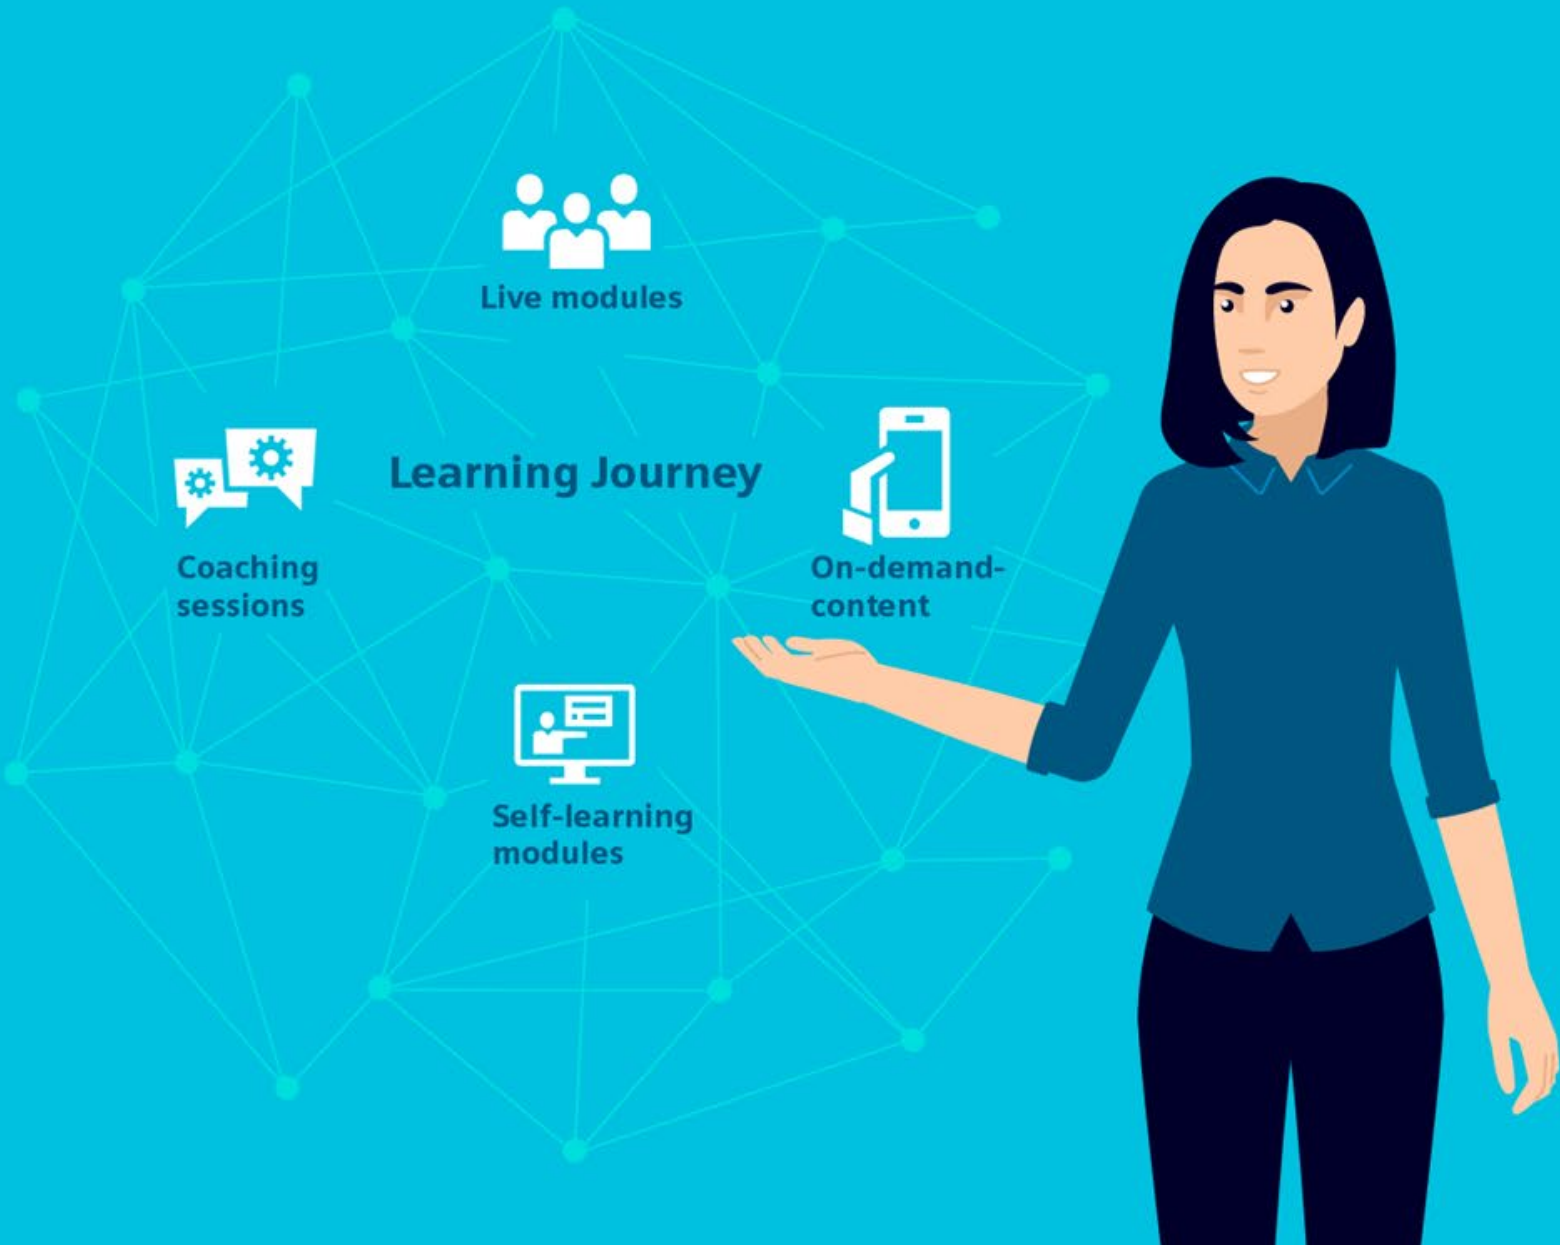 Live modules
Learning Journey
Coaching
sessions
On-demand-
content
Self-learning
modules